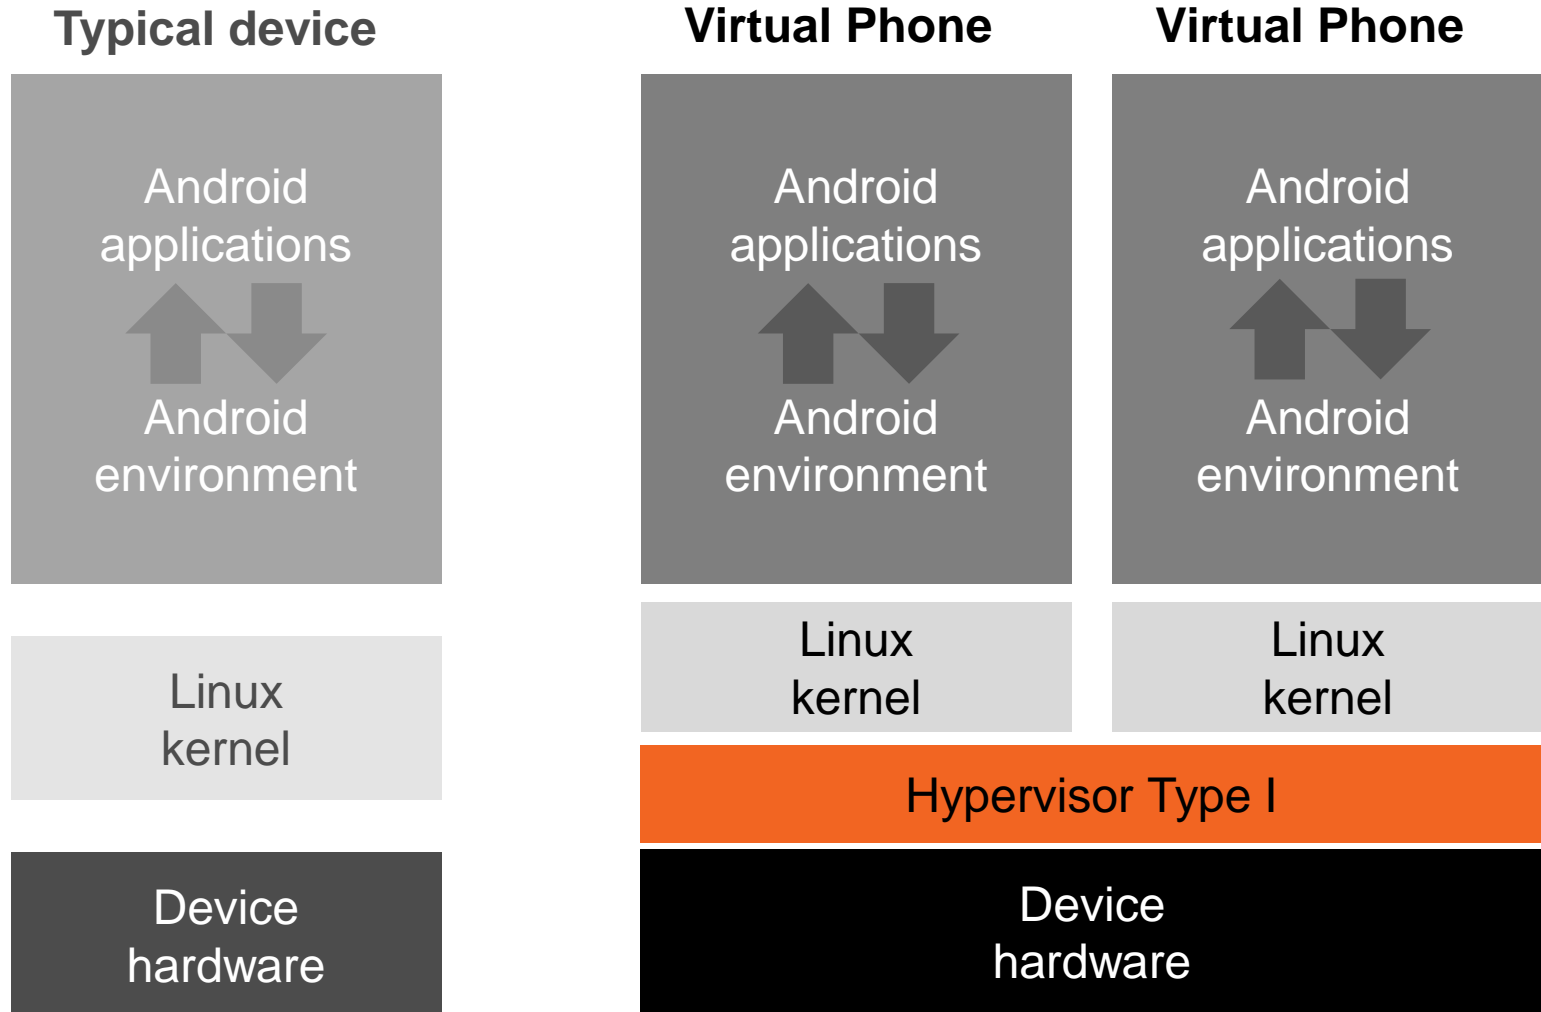 Typical device
Android
applications
Android
environment
Linux
kernel
Device
hardware
Virtual Phone
Android
applications
Android
environment
Linux
kernel
Virtual Phone
Android
applications
Android
environment
Linux
kernel
Hypervisor Type I
Device
hardware